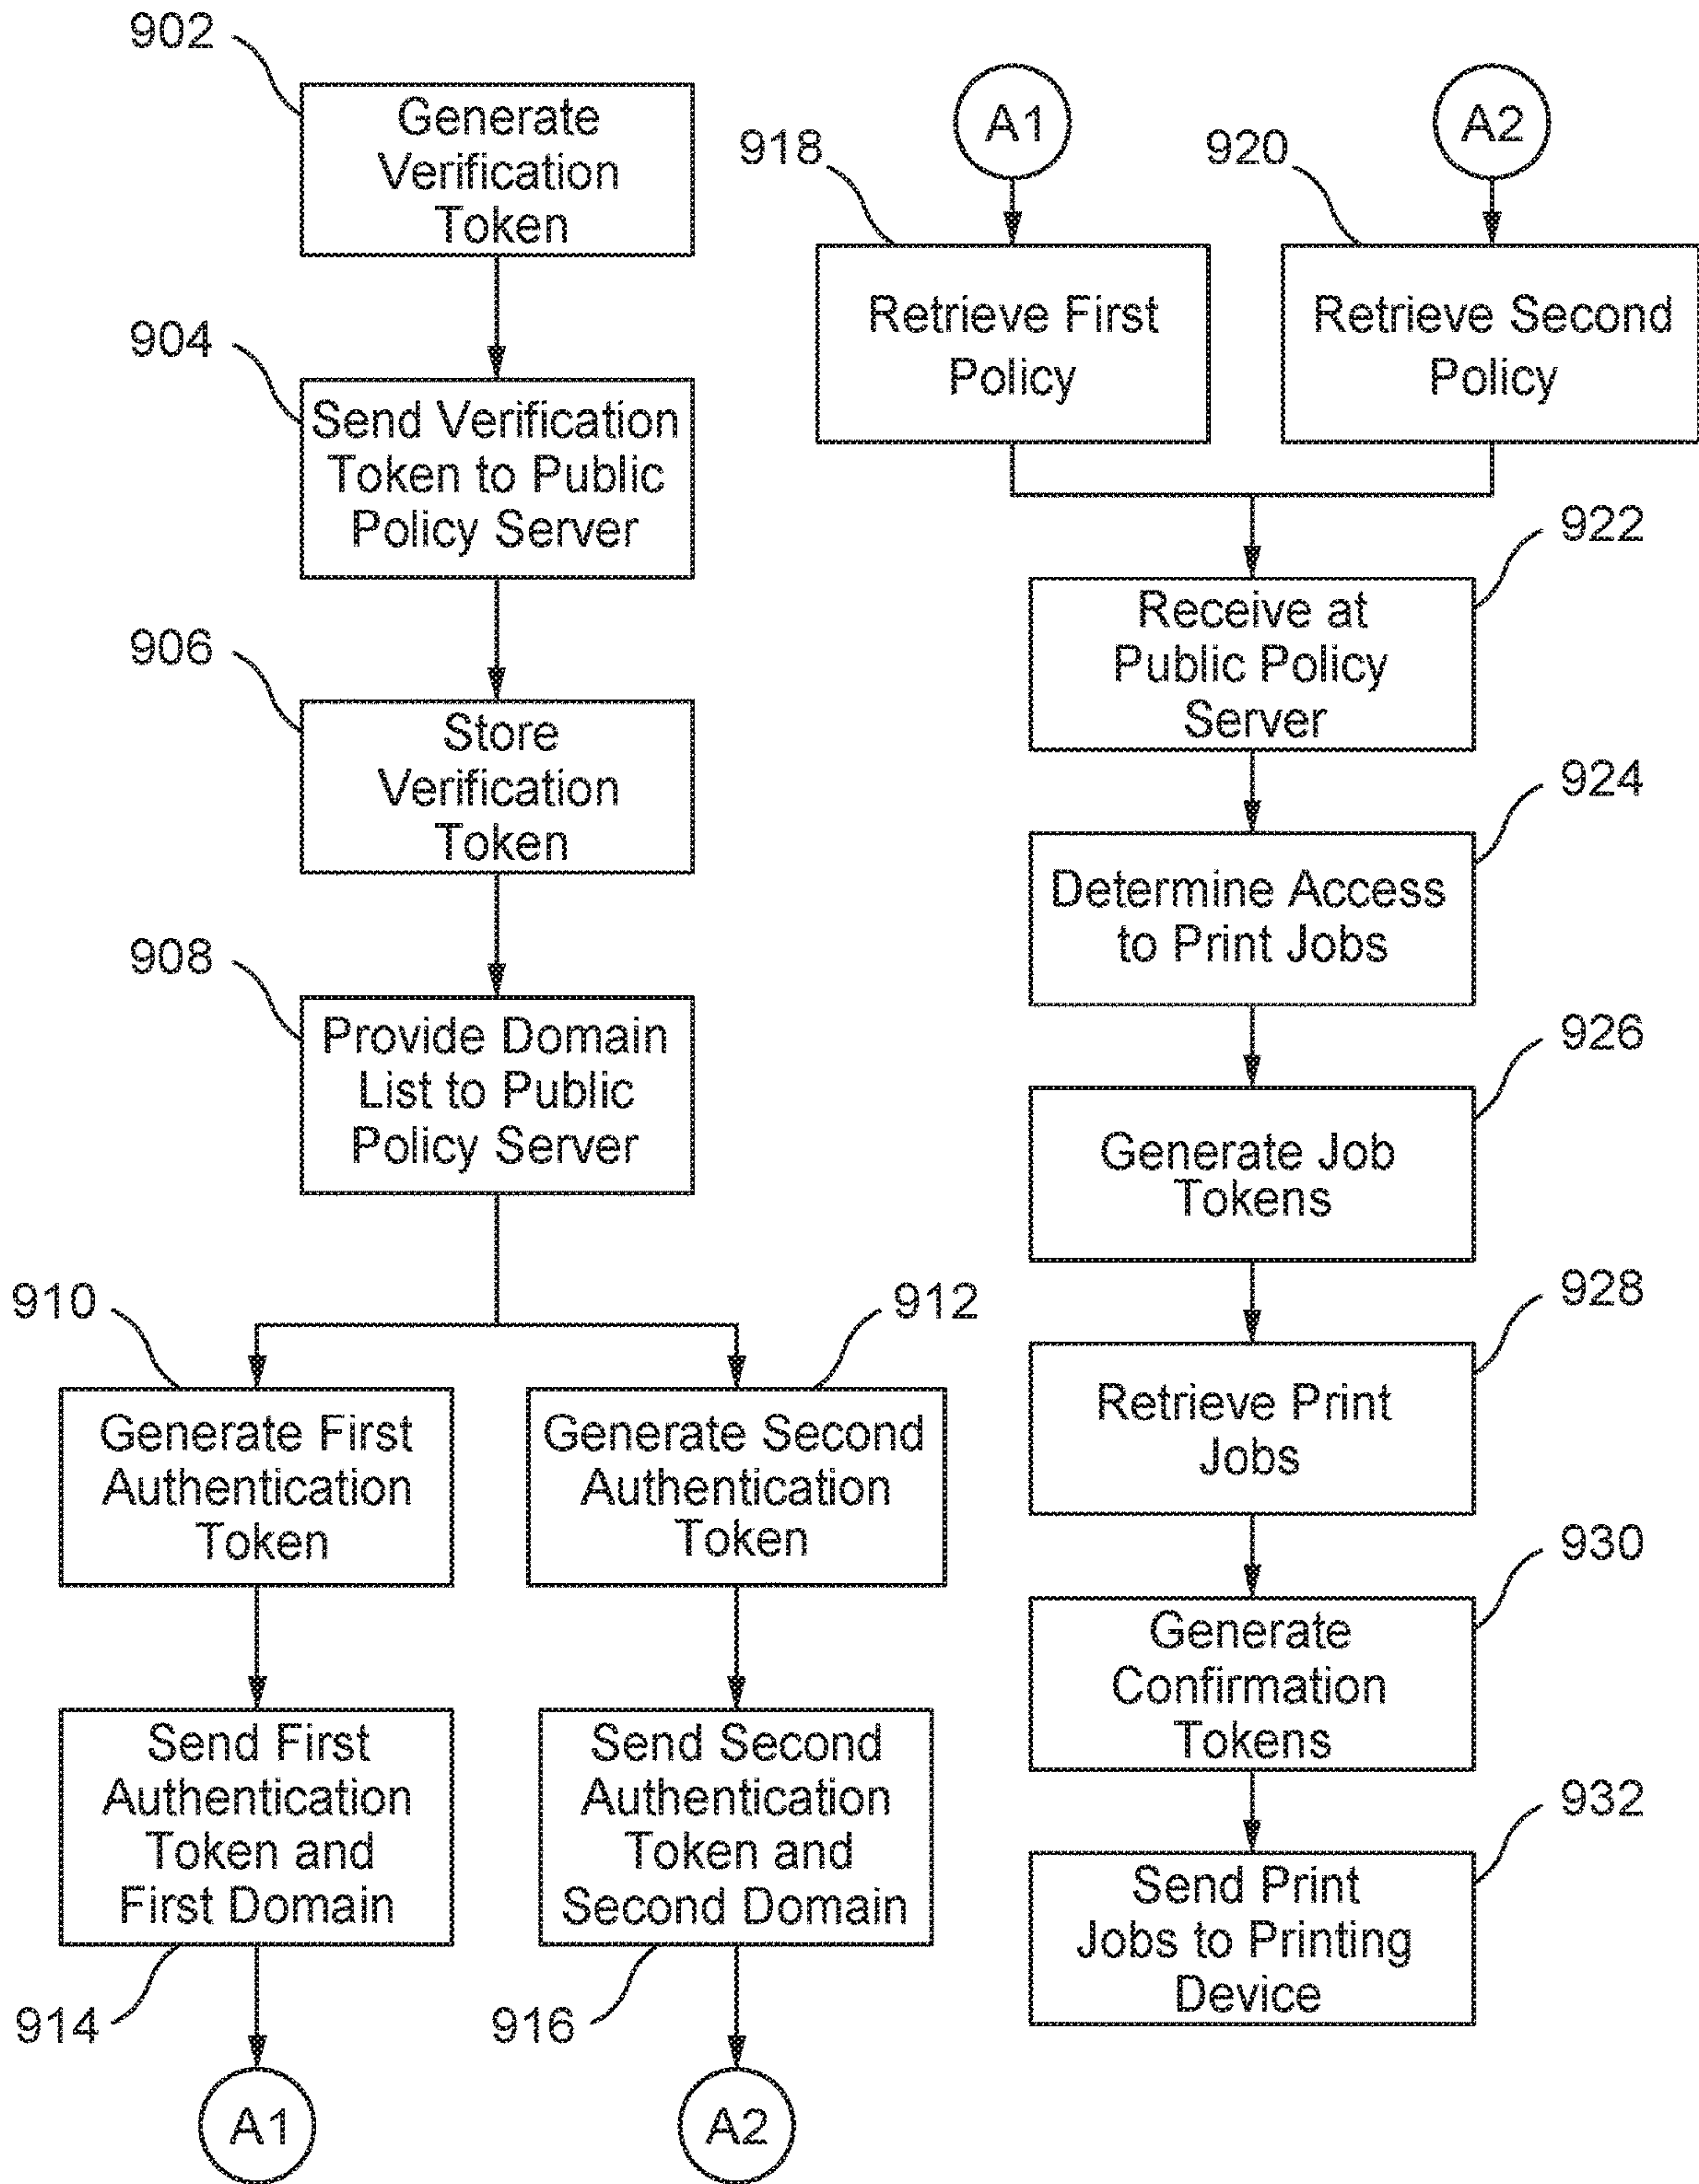 902
Generate
Verification
Token
904
Send Verification
Token to Public
Policy Server
906
Store
Verification
Token
908
Provide Domain
List to Public
Policy Server
910
Generate First
Authentication
Token
912
Generate Second
Authentication
Token
Send First
Authentication
Token and
First Domain
914
Send Second
Authentication
Token and
Second Domain
916
A1
A2
A1
918
Retrieve First
Policy
A2
920
Retrieve Second
Policy
922
Receive at
Public Policy
Server
924
Determine Access
to Print Jobs
926
Generate Job
Tokens
928
Retrieve Print
Jobs
930
Generate
Confirmation
Tokens
932
Send Print
Jobs to Printing
Device